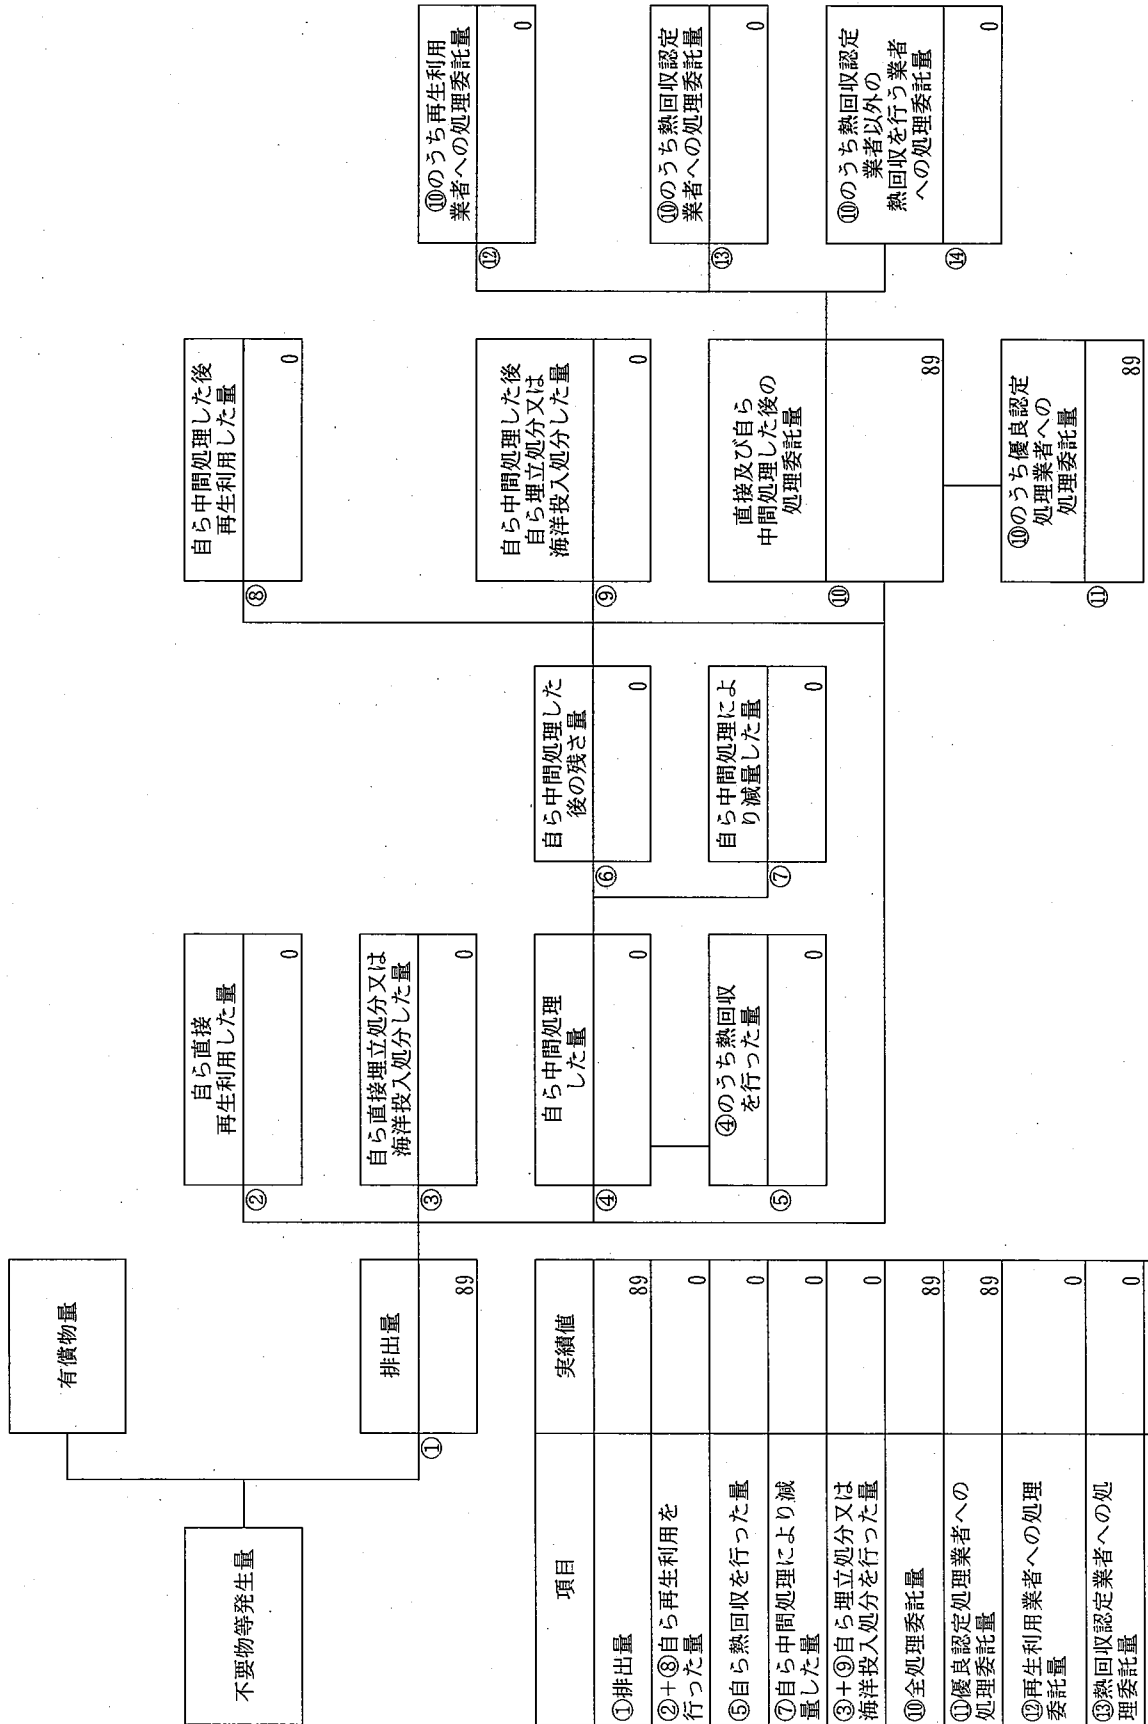 不要物等発生量
有償物量
①
排出量
89
②
自ら直接
再生利用した量
0
③
自ら直接埋立処分又は
海洋投入処分した量
0
④
自ら中間処理
した量
0
⑤
④のうち熱回収
を行った量
0
⑥
自ら中間処理した
後の残さ量
0
⑦
自ら中間処理によ
り減量した量
0
⑧
自ら中間処理した後
再生利用した量
0
⑨
自ら中間処理した後
自ら埋立処分又は
海洋投入処分した量
0
⑩
直接及び自ら
中間処理した後の
処理委託量
89
⑪
⑩のうち優良認定
処理業者への
処理委託量
89
⑫
⑩のうち再生利用
業者への処理委託量
0
⑬
⑩のうち熱回収認定
業者への処理委託量
0
⑭
⑩のうち熱回収認定
業者以外の
熱回収を行う業者
への処理委託量
0
項目 実績値
①排出量 89
②+⑧自ら再生利用を
行った量 0
⑤自ら熱回収を行った量 0
⑦自ら中間処理により減
量した量 0
③+⑨自ら埋立処分又は
海洋投入処分を行った量 0
⑩全処理委託量 89
⑪優良認定処理業者への
処理委託量 89
⑫再生利用業者への処理
委託量 0
⑬熱回収認定業者への処
理委託量 0